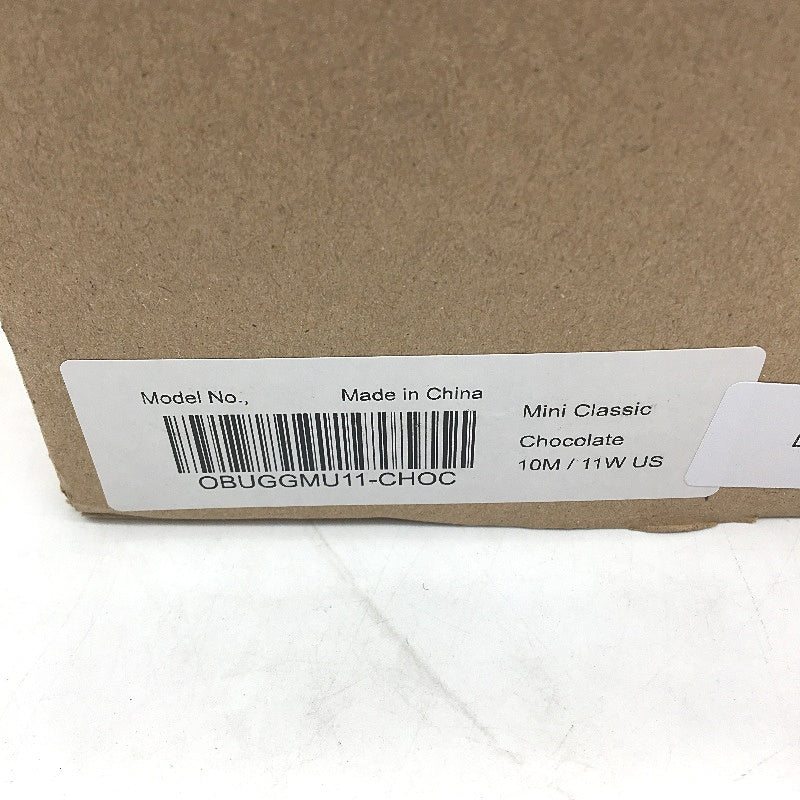 Model No.,
Made in China
OBUGGMU11-CHOC
Mini Classic
Chocolate
10M / 11W US